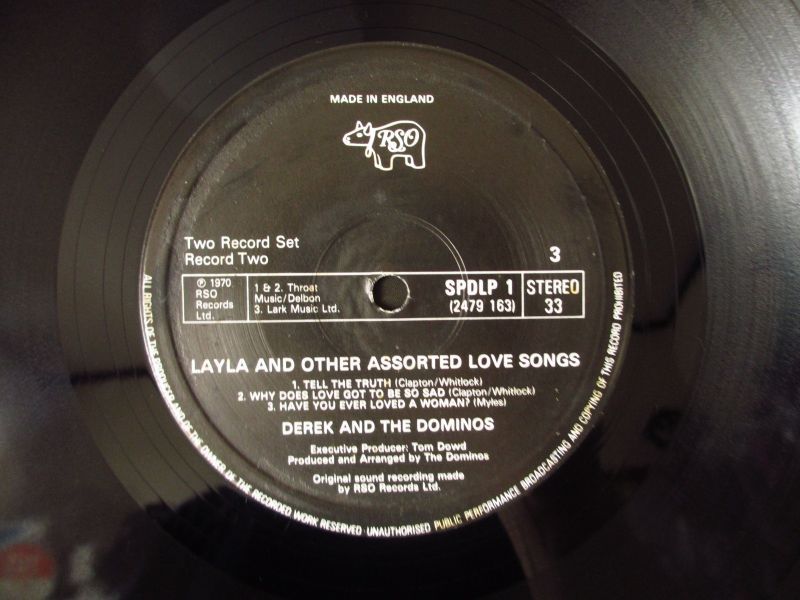 MADE IN ENGLAND
RSO
Two Record Set
Record Two
3
℗ 1970
RSO
Records
Ltd.
1 & 2. Throat
Music/Delbon
3. Lark Music Ltd.
SPDLP 1
(2479 163)
STEREO
33
LAYLA AND OTHER ASSORTED LOVE SONGS
1. TELL THE TRUTH (Clapton/Whitlock)
2. WHY DOES LOVE GOT TO BE SO SAD (Clapton/Whitlock)
3. HAVE YOU EVER LOVED A WOMAN? (Myles)
DEREK AND THE DOMINOS
Executive Producer: Tom Dowd
Produced and Arranged by The Dominos
Original sound recording made
by RSO Records Ltd.
ALL RIGHTS OF THE PRODUCER AND OF THE OWNER OF THE RECORDED WORK RESERVED UNAUTHORISED PUBLIC PERFORMANCE BROADCASTING AND COPYING OF THIS RECORD PROHIBITED